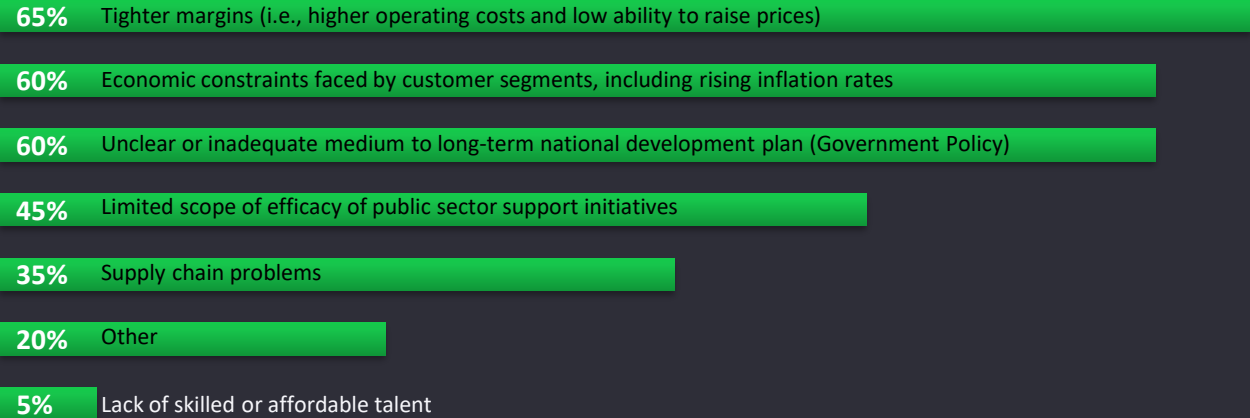 65% Tighter margins (i.e., higher operating costs and low ability to raise prices)
60% Economic constraints faced by customer segments, including rising inflation rates
60% Unclear or inadequate medium to long-term national development plan (Government Policy)
45% Limited scope of efficacy of public sector support initiatives
35% Supply chain problems
20% Other
5% Lack of skilled or affordable talent